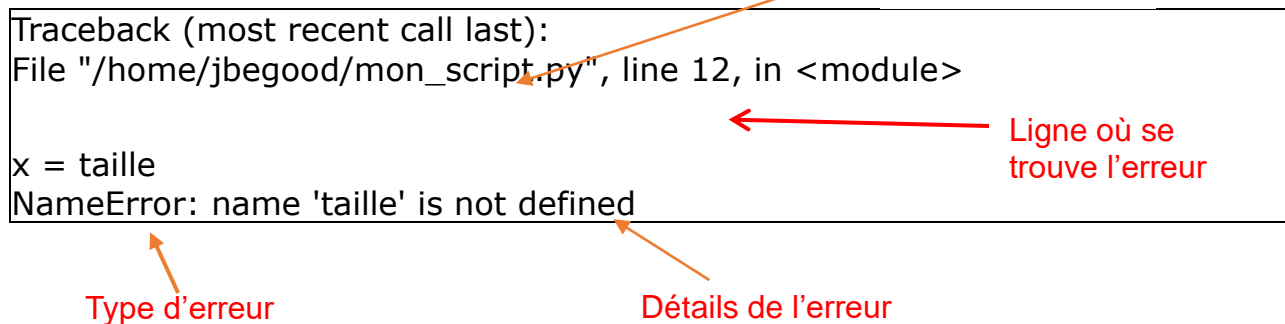 Traceback (most recent call last):
File "/home/jbegood/mon_script.py", line 12, in <module>
Ligne où se
trouve l'erreur
x = taille
NameError: name 'taille' is not defined
Type d'erreur
Détails de l'erreur